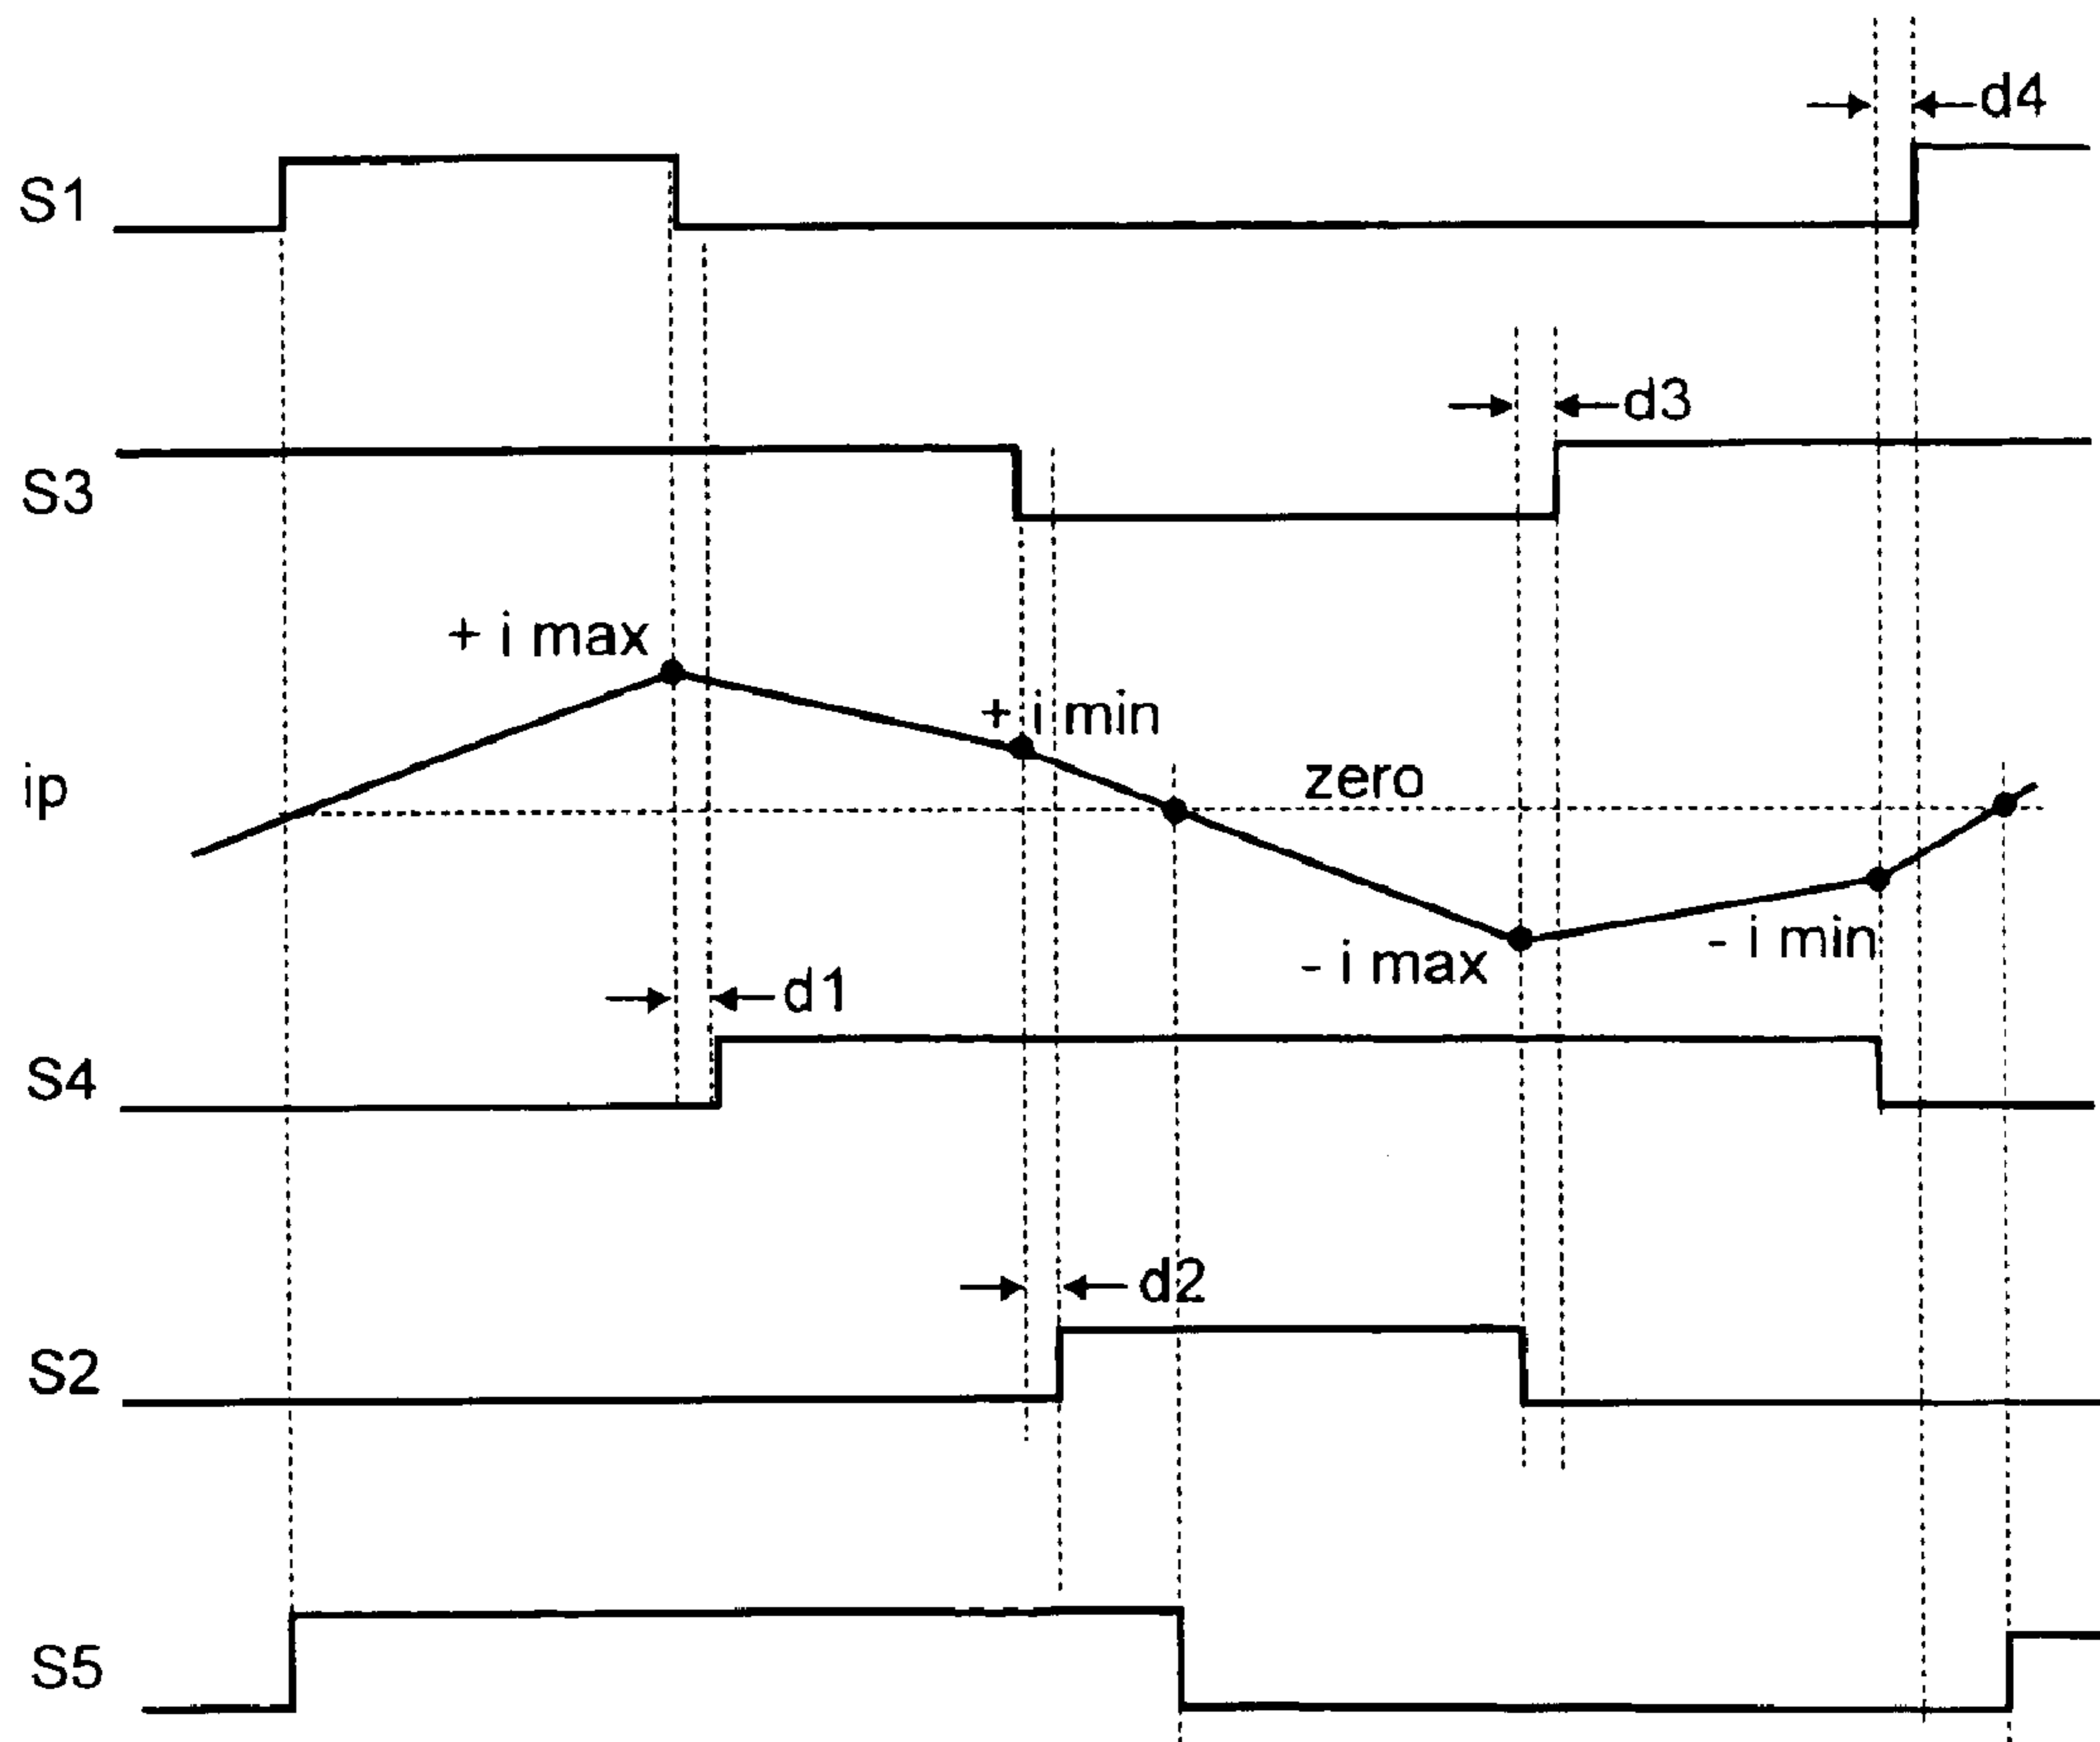 d4
S1
d3
S3
+ i max
+ i min
zero
ip
- i min
- i max
d1
S4
d2
S2
S5